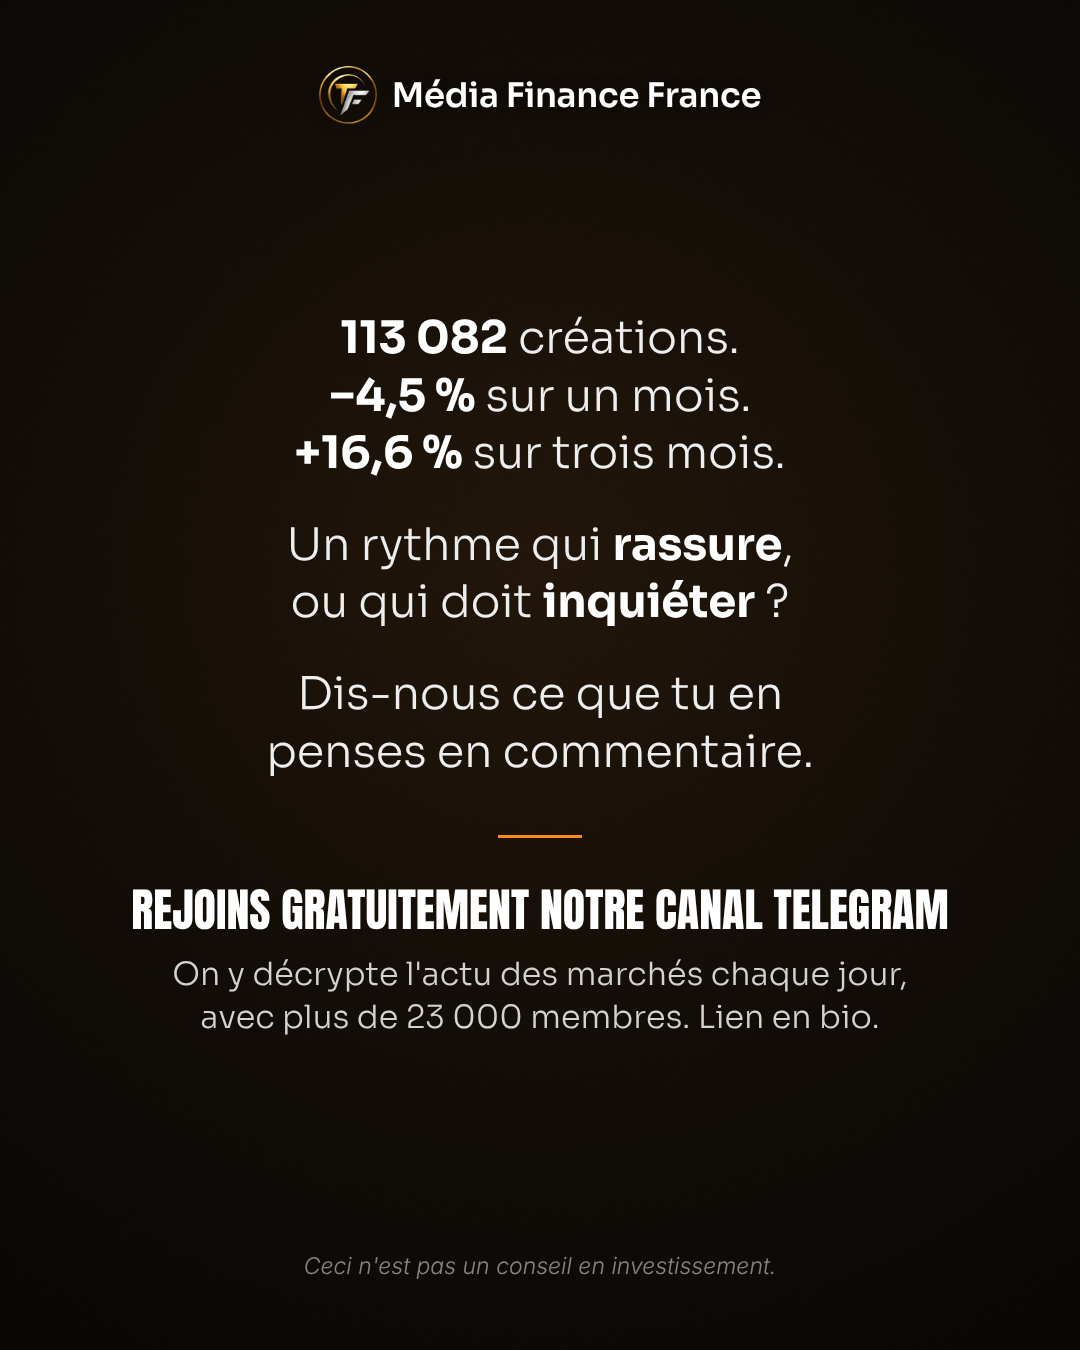 TF Média Finance France
113 082 créations.
–4,5 % sur un mois.
+16,6 % sur trois mois.
Un rythme qui rassure,
ou qui doit inquiéter ?
Dis-nous ce que tu en
penses en commentaire.
REJOINS GRATUITEMENT NOTRE CANAL TELEGRAM
On y décrypte l'actu des marchés chaque jour,
avec plus de 23 000 membres. Lien en bio.
Ceci n'est pas un conseil en investissement.